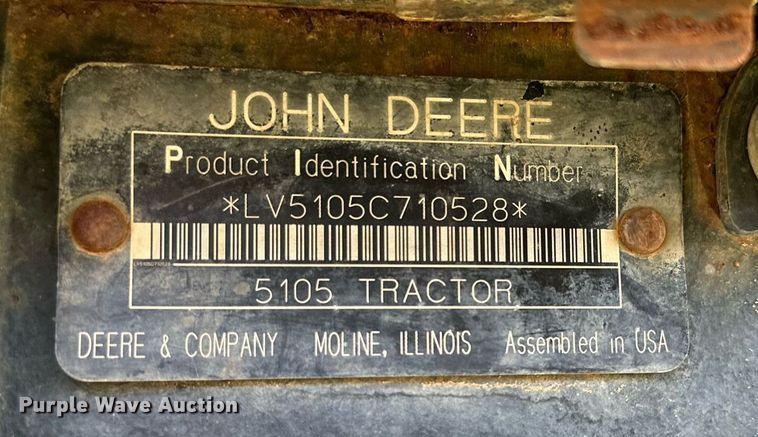 JOHN DEERE
Product Identification Number
*LV5105C710528*
5105 TRACTOR
DEERE & COMPANY MOLINE, ILLINOIS Assembled in USA
Purple Wave Auction